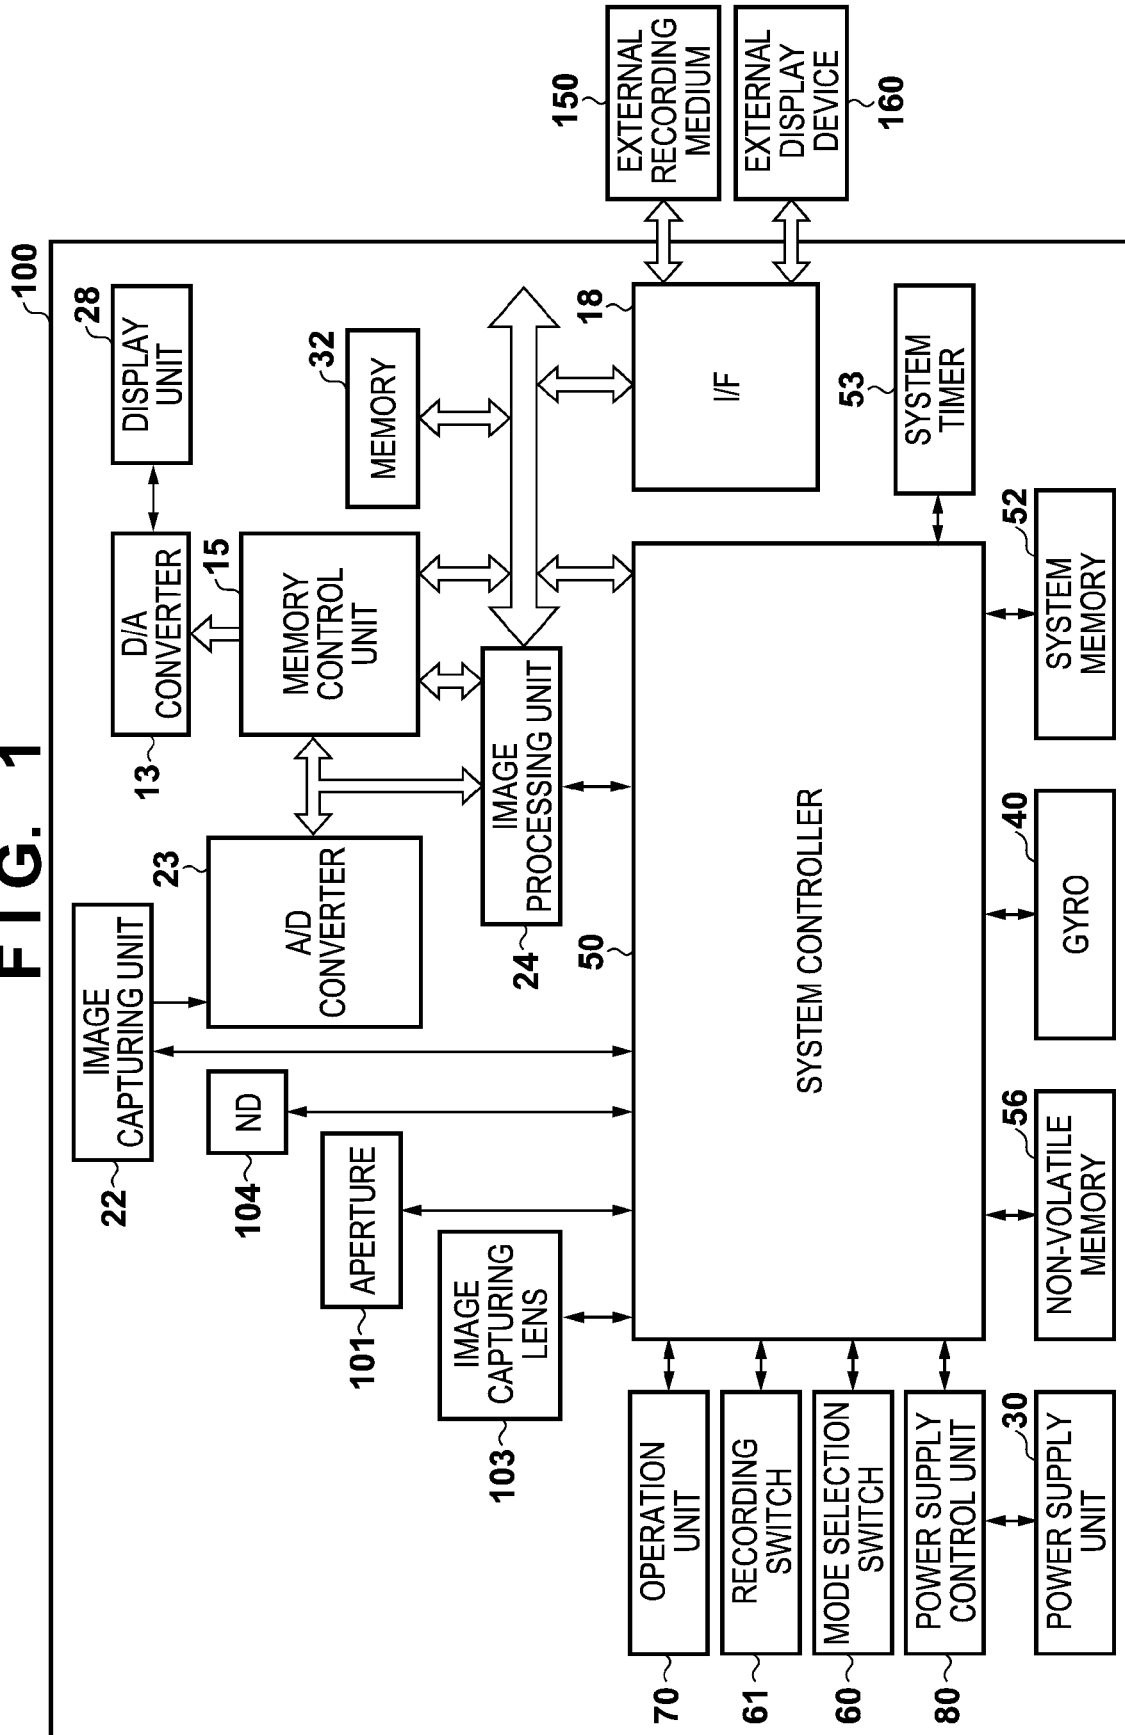 FIG. 1
100
IMAGE
CAPTURING UNIT
22
ND
104
APERTURE
101
IMAGE
CAPTURING
LENS
103
A/D
CONVERTER
23
D/A
CONVERTER
13
DISPLAY
UNIT
28
MEMORY
CONTROL
UNIT
15
MEMORY
32
IMAGE
PROCESSING UNIT
24
I/F
18
EXTERNAL
RECORDING
MEDIUM
150
EXTERNAL
DISPLAY
DEVICE
160
SYSTEM CONTROLLER
50
SYSTEM
TIMER
53
OPERATION
UNIT
70
RECORDING
SWITCH
61
MODE SELECTION
SWITCH
60
POWER SUPPLY
CONTROL UNIT
80
POWER SUPPLY
UNIT
30
NON-VOLATILE
MEMORY
56
GYRO
40
SYSTEM
MEMORY
52